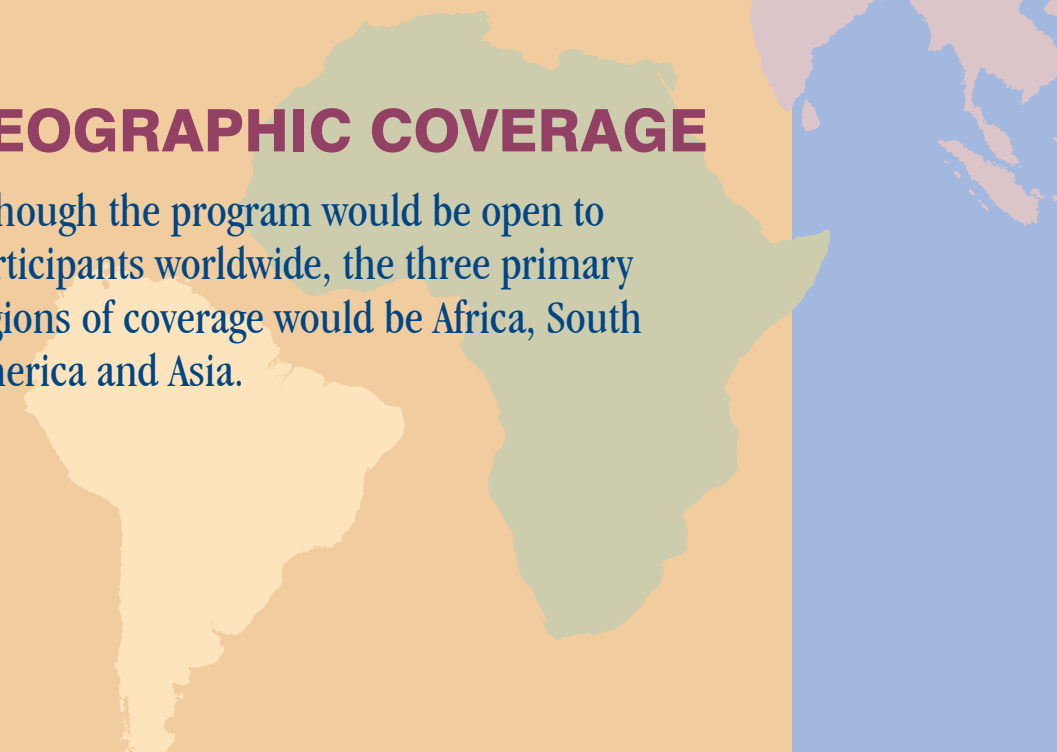 EOGRAPHIC COVERAGE
hough the program would be open to
rticipants worldwide, the three primary
gions of coverage would be Africa, South
nerica and Asia.